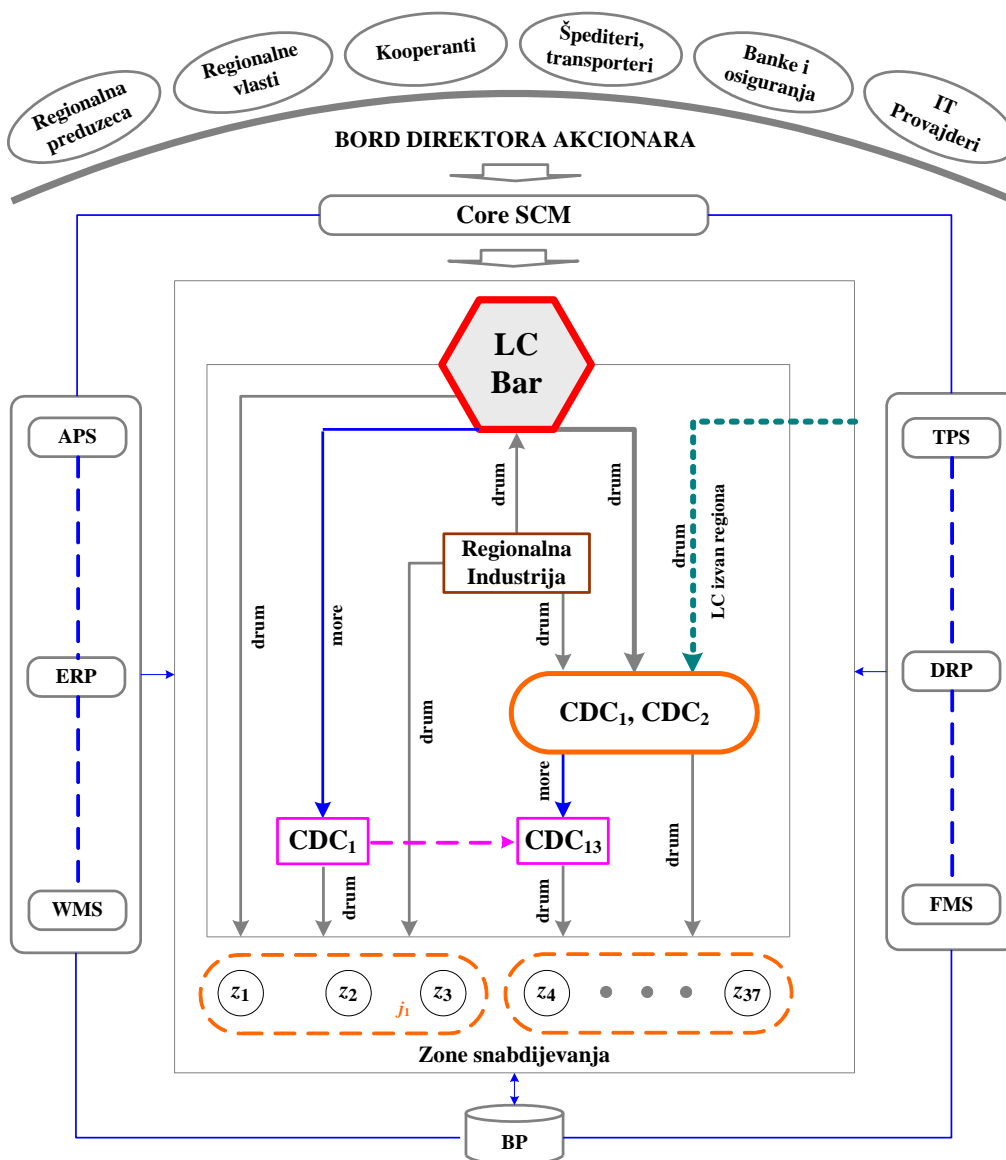 Regionalna
preduzeca
Regionalne
vlasti
Kooperanti
Špediteri,
transporteri
Banke i
osiguranja
IT
Provajderi
BORD DIREKTORA AKCIONARA
Core SCM
LC
Bar
APS
ERP
WMS
TPS
DRP
FMS
drum
drum
drum
LC izvan regiona
Regionalna
Industrija
drum
more
drum
drum
CDC₁, CDC₂
more
drum
CDC₁
CDC₁₃
drum
drum
z₁
z₂
z₃
j₁
z₄
z₃₇
Zone snabdijevanja
BP